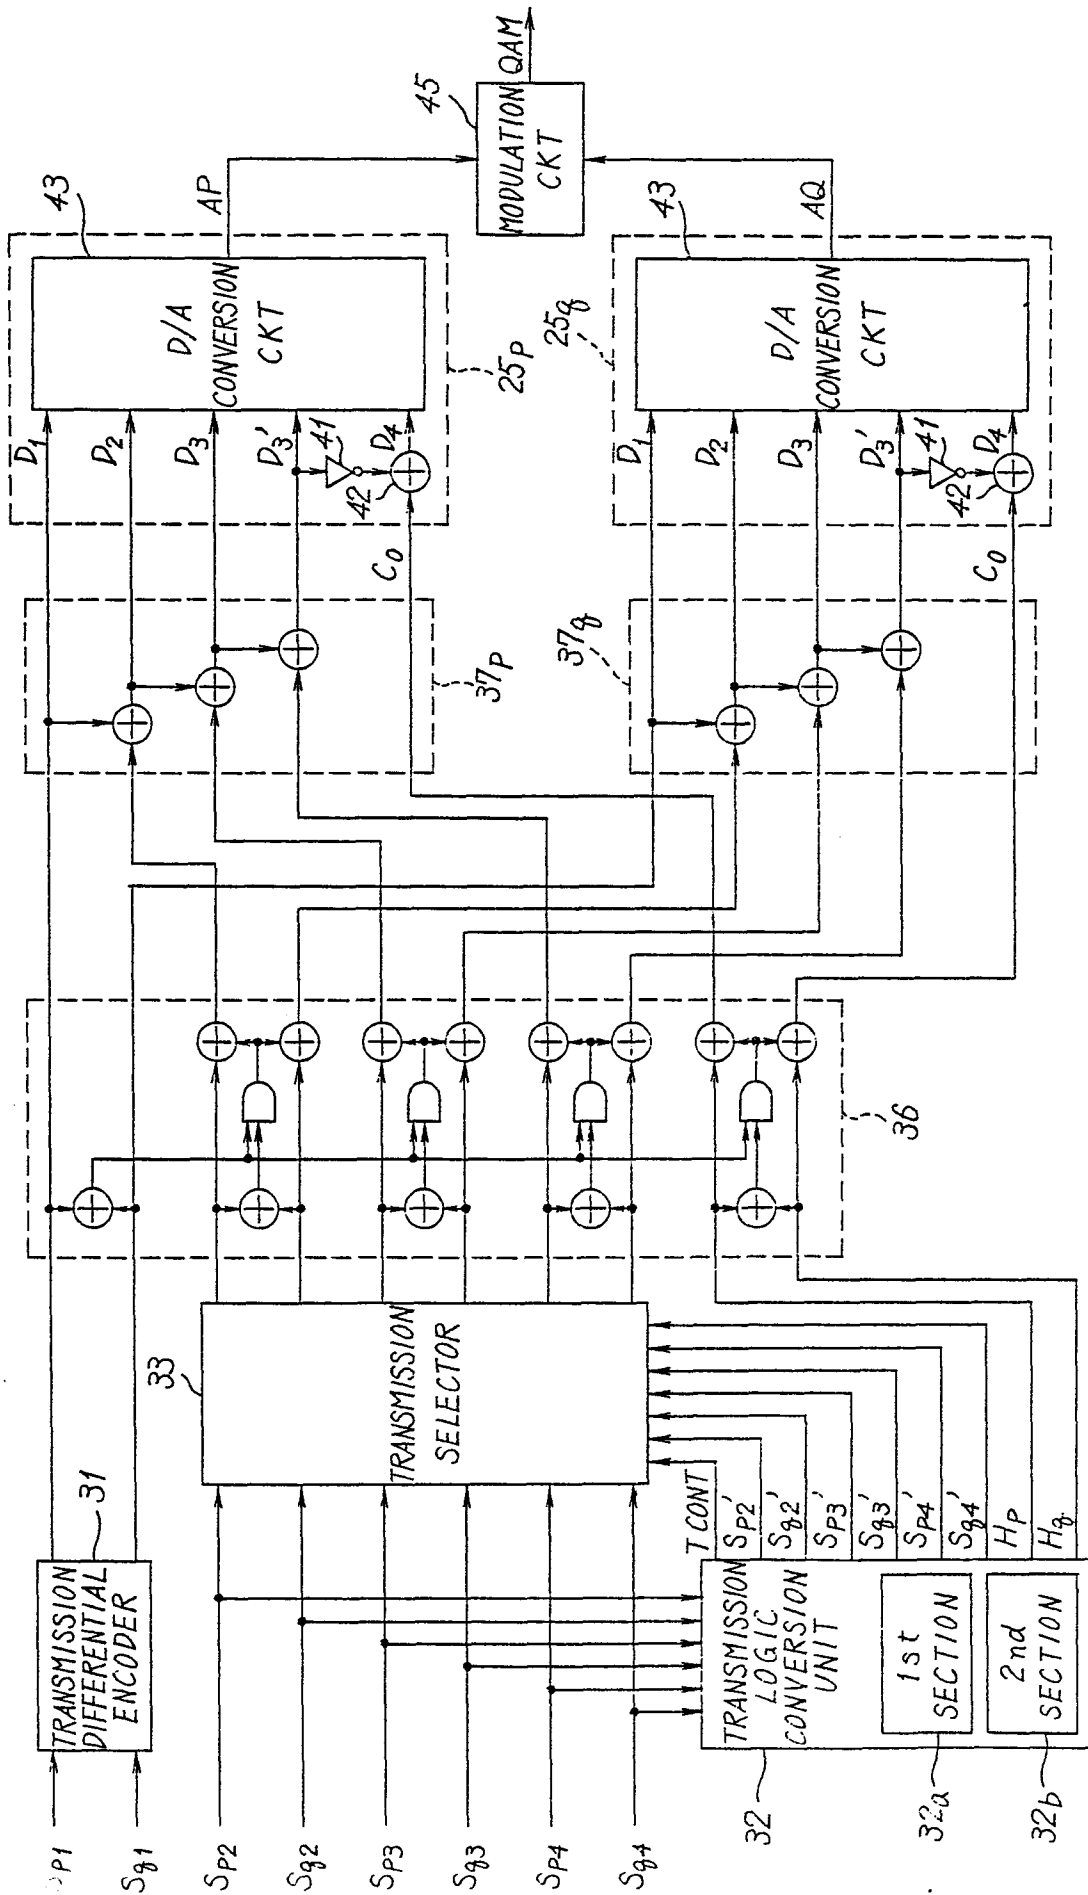 Sp1
Sq1
Sp2
Sq2
Sp3
Sq3
Sp4
Sq4
TRANSMISSION
DIFFERENTIAL
ENCODER
31
TRANSMISSION
LOGIC
CONVERSION
UNIT
32
1st
SECTION
32a
2nd
SECTION
32b
T CONT
Sp2'
Sq2'
Sp3'
Sq3'
Sp4'
Sq4'
Hp
Hq
33
TRANSMISSION
SELECTOR
36
37p
37q
C0
C0
D1
D2
D3
D3'
41
42
D4
D/A
CONVERSION
CKT
43
25p
D1
D2
D3
D3'
41
42
D4
D/A
CONVERSION
CKT
43
25q
AP
AQ
45
MODULATION
CKT
QAM